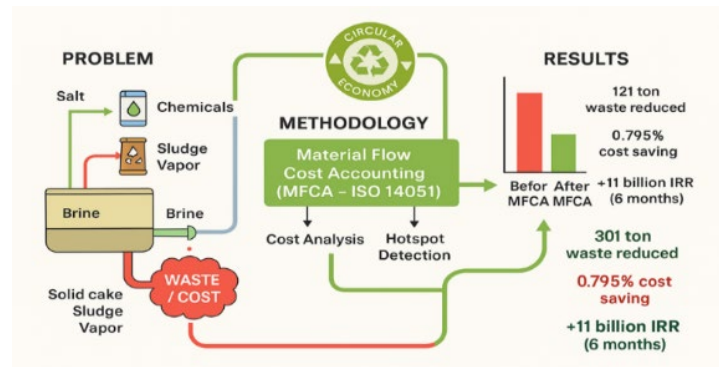 PROBLEM
Salt
Chemicals
Sludge
Vapor
Brine
Brine
WASTE
/ COST
Solid cake
Sludge
Vapor
CIRCULAR
ECONOMY
METHODOLOGY
Material Flow
Cost Accounting
(MFCA – ISO 14051)
Cost Analysis
Hotspot
Detection
RESULTS
121 ton
waste reduced
0.795%
cost saving
+11 billion IRR
(6 months)
Befor After
MFCA MFCA
301 ton
waste reduced
0.795% cost
saving
+11 billion IRR
(6 months)